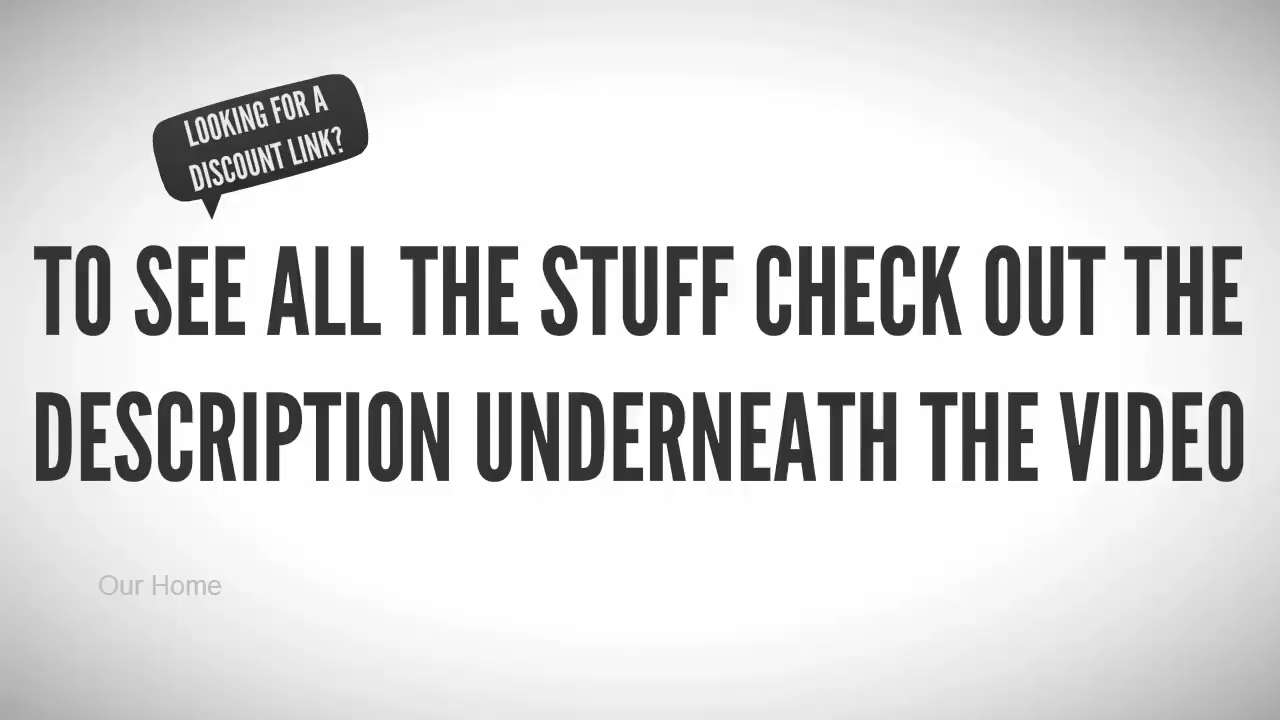 LOOKING FOR A
DISCOUNT LINK?
TO SEE ALL THE STUFF CHECK OUT THE
DESCRIPTION UNDERNEATH THE VIDEO
Our Home